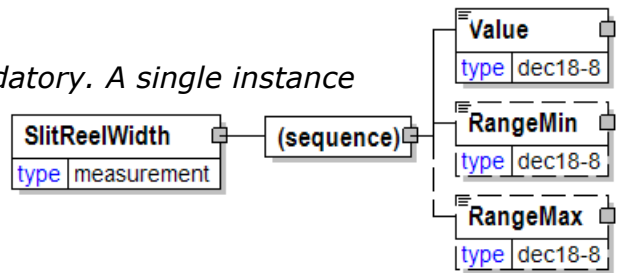 Value
type dec18-8
datory. A single instance
SlitReelWidth
type measurement
(sequence)
RangeMin
type dec18-8
RangeMax
type dec18-8